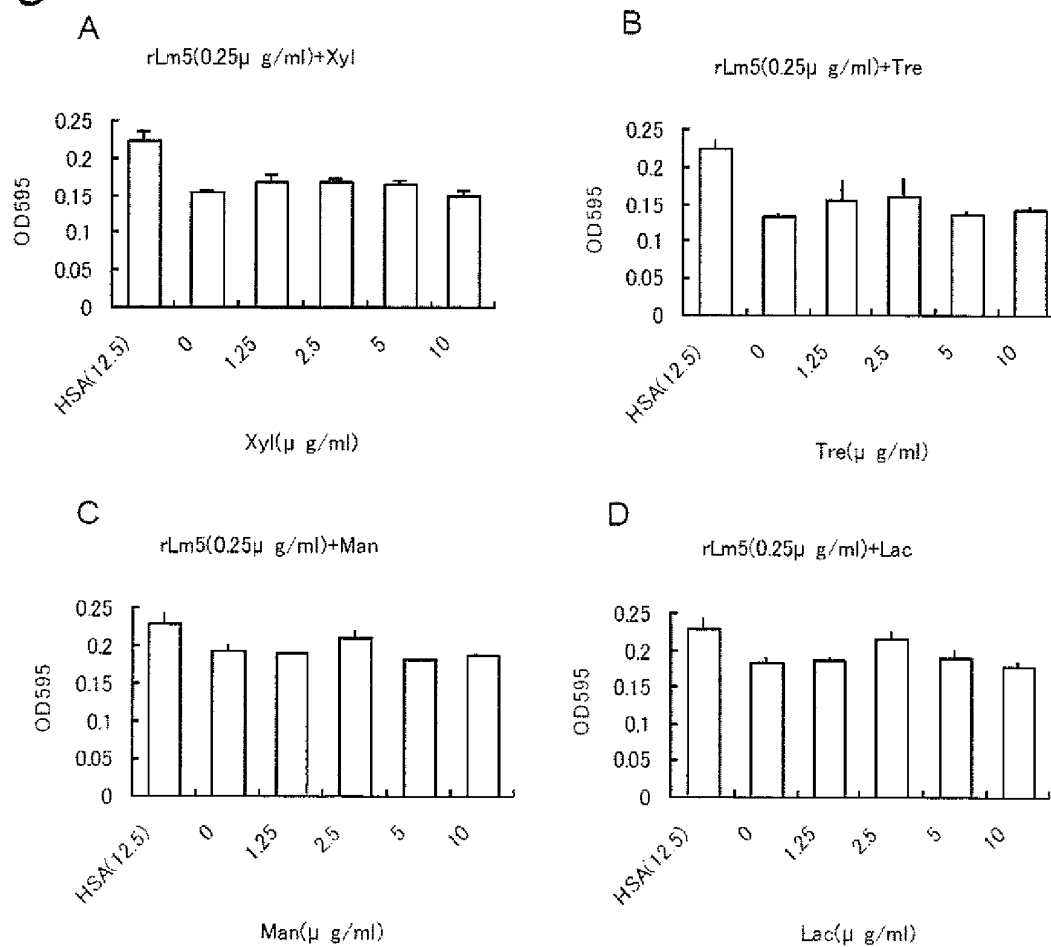 A
rLm5(0.25μ g/ml)+Xyl
0.25
0.2
0.15
0.1
0.05
0
OD595
HSA(12.5)
0
1.25
2.5
5
10
Xyl(μ g/ml)
B
rLm5(0.25μ g/ml)+Tre
0.25
0.2
0.15
0.1
0.05
0
OD595
HSA(12.5)
0
1.25
2.5
5
10
Tre(μ g/ml)
C
rLm5(0.25μ g/ml)+Man
0.25
0.2
0.15
0.1
0.05
0
OD595
HSA(12.5)
0
1.25
2.5
5
10
Man(μ g/ml)
D
rLm5(0.25μ g/ml)+Lac
0.25
0.2
0.15
0.1
0.05
0
OD595
HSA(12.5)
0
1.25
2.5
5
10
Lac(μ g/ml)